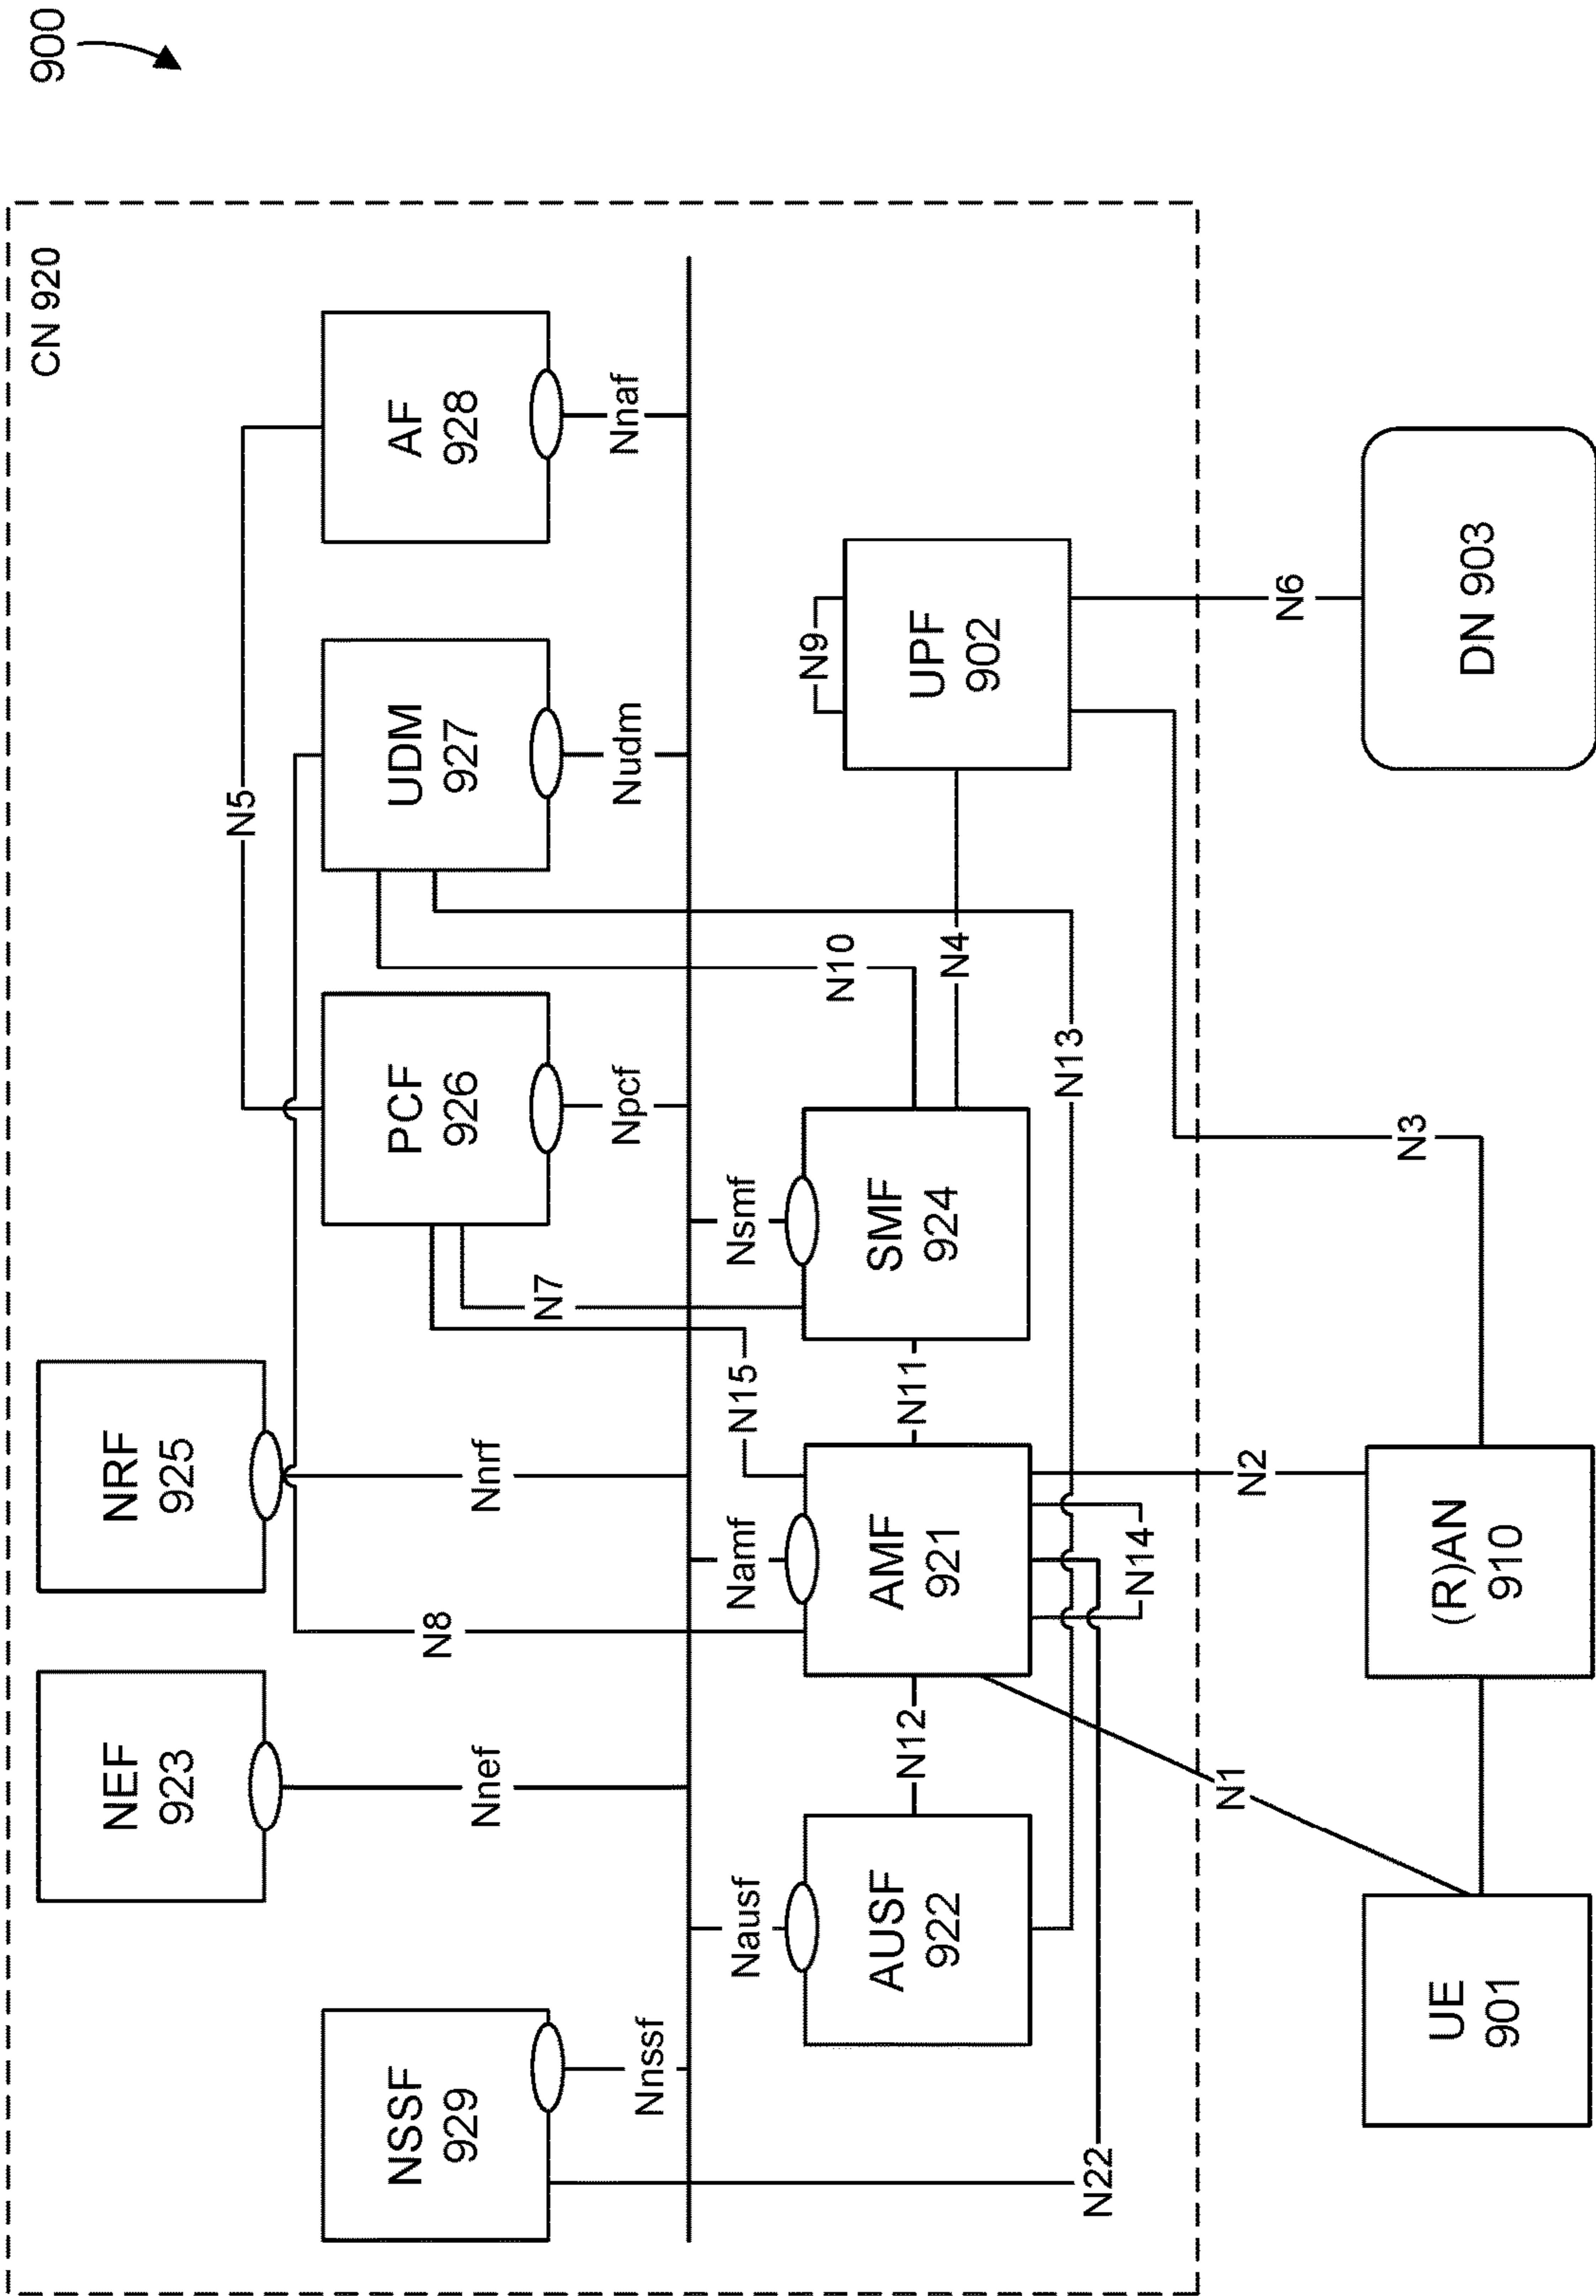 900
CN 920
NSSF
929
NEF
923
NRF
925
PCF
926
UDM
927
AF
928
N5
N8
N7
N15
N10
Nnssf
Nnef
Nnrf
Npcf
Nudm
Nnaf
Nausf
Namf
Nsmf
AUSF
922
N12
AMF
921
N11
SMF
924
N4
N9
UPF
902
N13
N14
N22
N1
N2
N3
N6
UE
901
(R)AN
910
DN 903